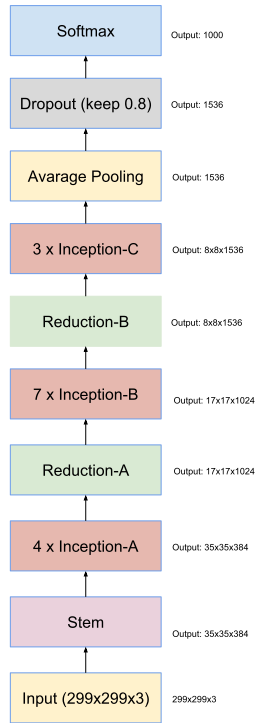 Softmax
Output: 1000
Dropout (keep 0.8)
Output: 1536
Avarage Pooling
Output: 1536
3 x Inception-C
Output: 8x8x1536
Reduction-B
Output: 8x8x1536
7 x Inception-B
Output: 17x17x1024
Reduction-A
Output: 17x17x1024
4 x Inception-A
Output: 35x35x384
Stem
Output: 35x35x384
Input (299x299x3)
299x299x3